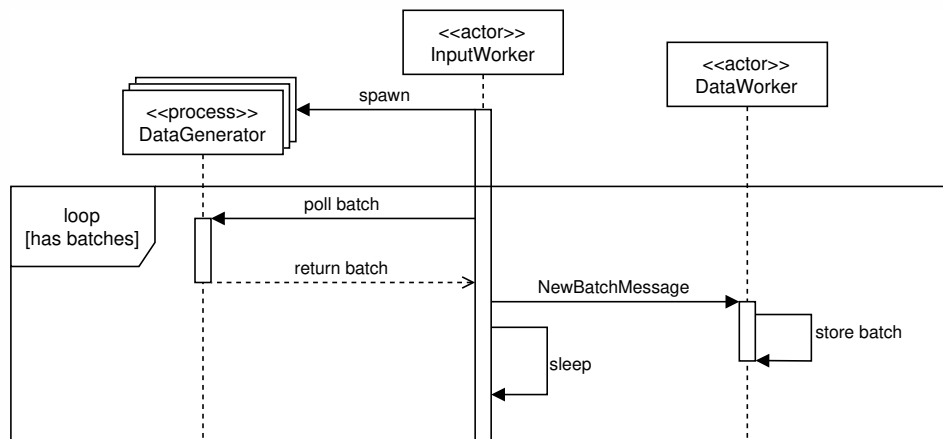 <<actor>>
InputWorker
<<actor>>
DataWorker
spawn
<<process>>
DataGenerator
loop
[has batches]
poll batch
return batch
NewBatchMessage
store batch
sleep